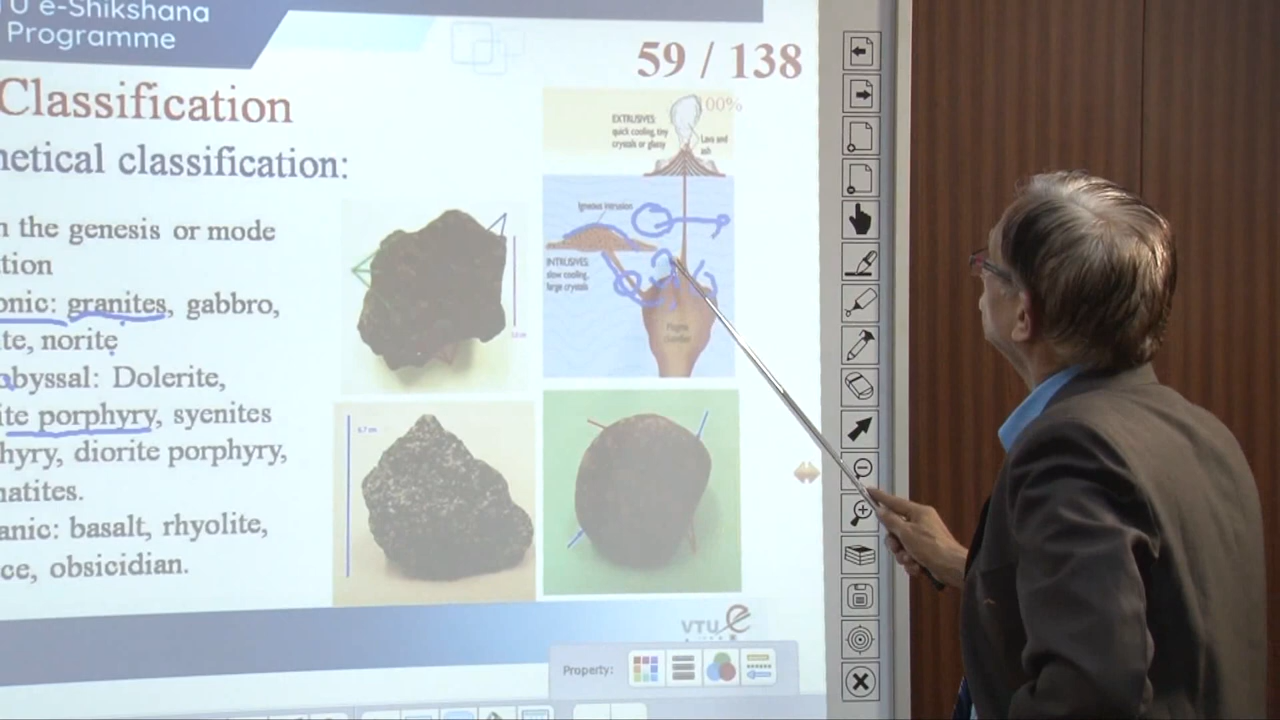 U e-Shikshana
Programme
59 / 138
Classification
netical classification:
100%
EXTRUSIVES:
quick cooling, tiny
crystals or glassy
Lava and
ash
Igneous intrusion
INTRUSIVES:
slow cooling,
large crystals
n the genesis or mode
tion
onic: granites, gabbro,
te, norite
abyssal: Dolerite,
ite porphyry, syenites
hyry, diorite porphyry,
natites.
anic: basalt, rhyolite,
ce, obsicidian.
VTU e
Property: